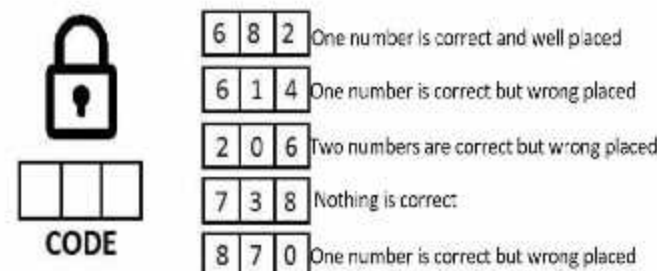 6 8 2 One number is correct and well placed
6 1 4 One number is correct but wrong placed
2 0 6 Two numbers are correct but wrong placed
7 3 8 Nothing is correct
CODE
8 7 0 One number is correct but wrong placed